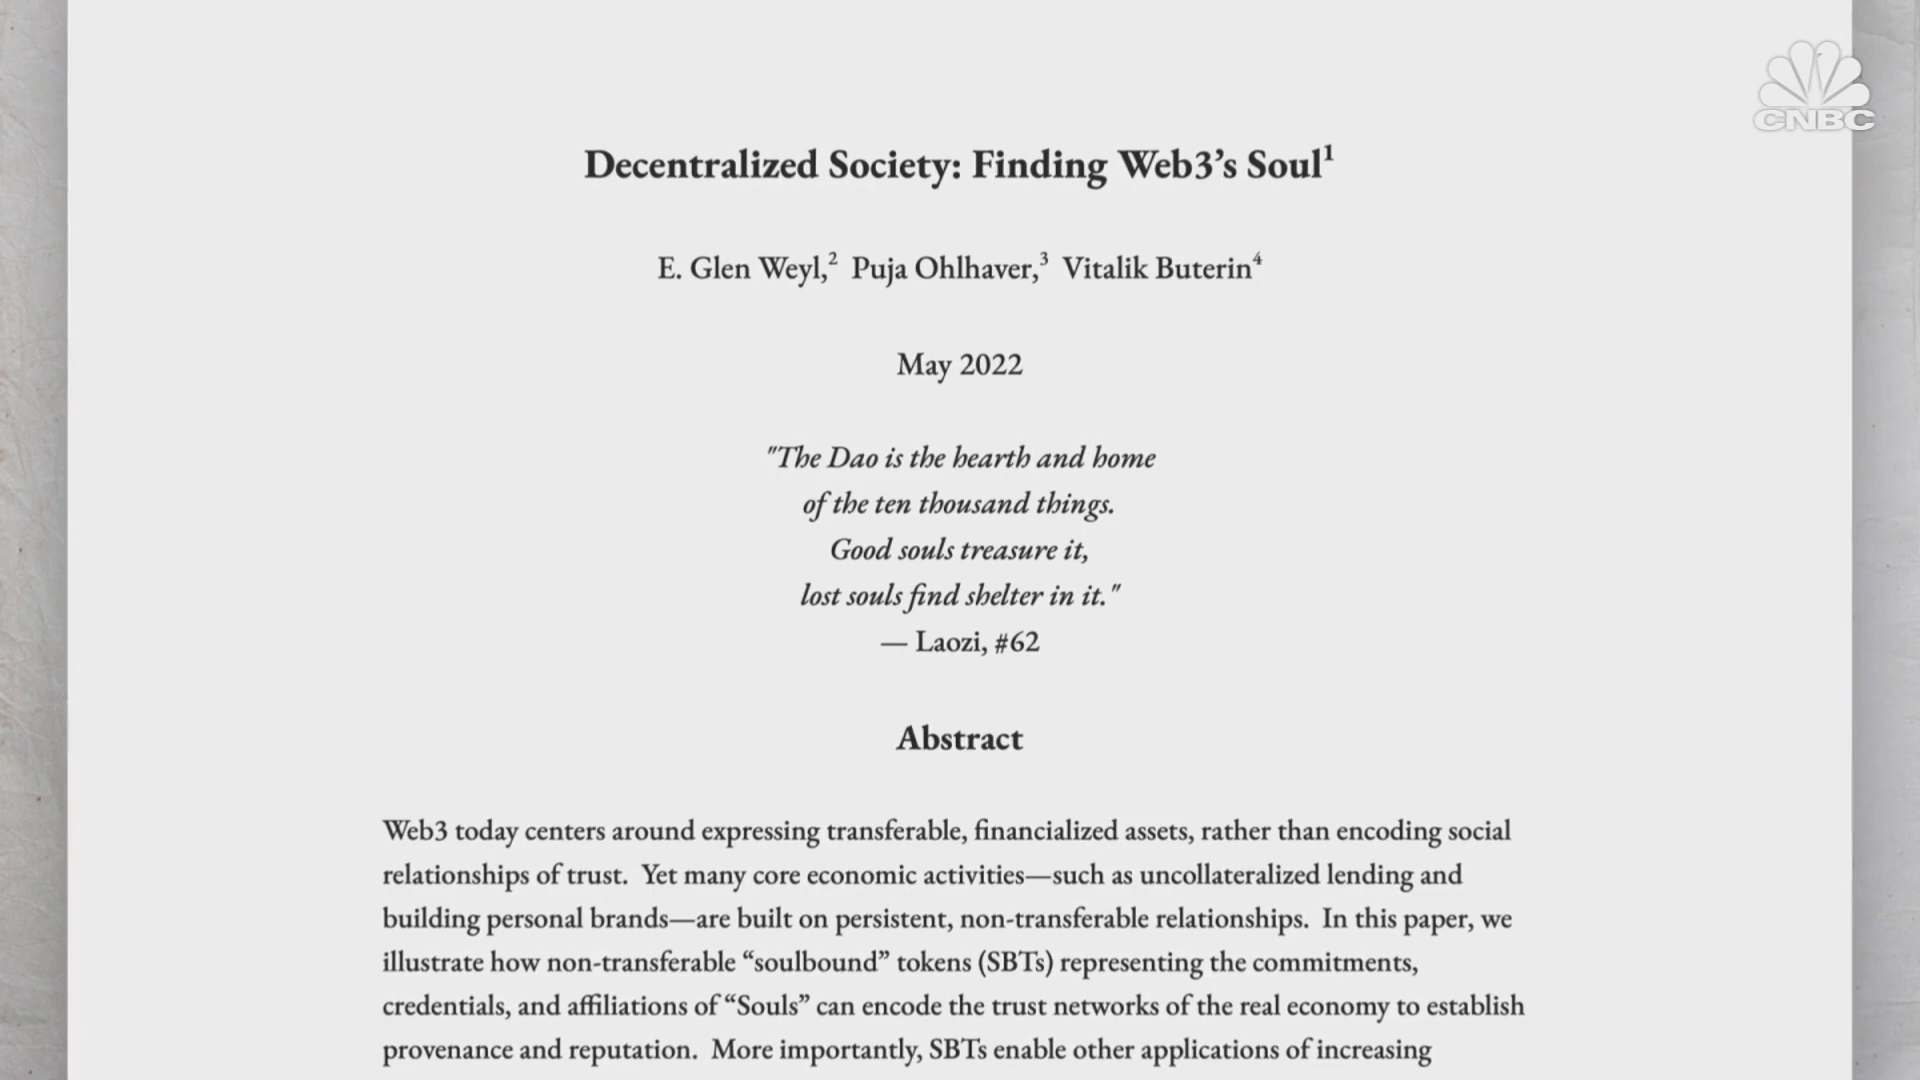 CNBC
Decentralized Society: Finding Web3’s Soul¹
E. Glen Weyl,² Puja Ohlhaver,³ Vitalik Buterin⁴
May 2022
"The Dao is the hearth and home
of the ten thousand things.
Good souls treasure it,
lost souls find shelter in it."
— Laozi, #62
Abstract
Web3 today centers around expressing transferable, financialized assets, rather than encoding social
relationships of trust. Yet many core economic activities—such as uncollateralized lending and
building personal brands—are built on persistent, non-transferable relationships. In this paper, we
illustrate how non-transferable “soulbound” tokens (SBTs) representing the commitments,
credentials, and affiliations of “Souls” can encode the trust networks of the real economy to establish
provenance and reputation. More importantly, SBTs enable other applications of increasing